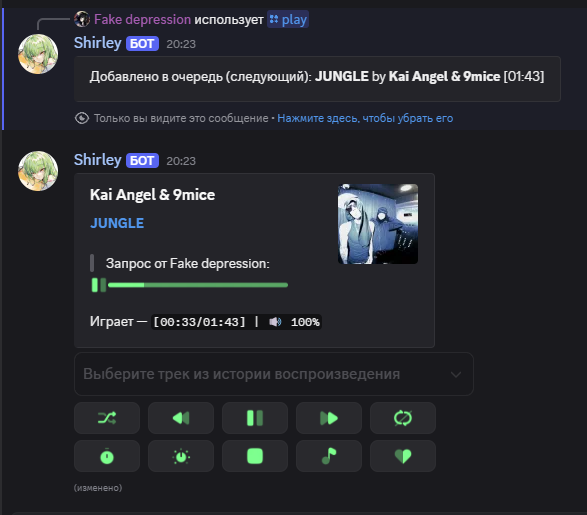 Fake depression использует play
Shirley БОТ 20:23
Добавлено в очередь (следующий): JUNGLE by Kai Angel & 9mice [01:43]
Только вы видите это сообщение • Нажмите здесь, чтобы убрать его
Shirley БОТ 20:23
Kai Angel & 9mice
JUNGLE
Запрос от Fake depression:
Играет — [00:33/01:43] | 100%
Выберите трек из истории воспроизведения
(изменено)